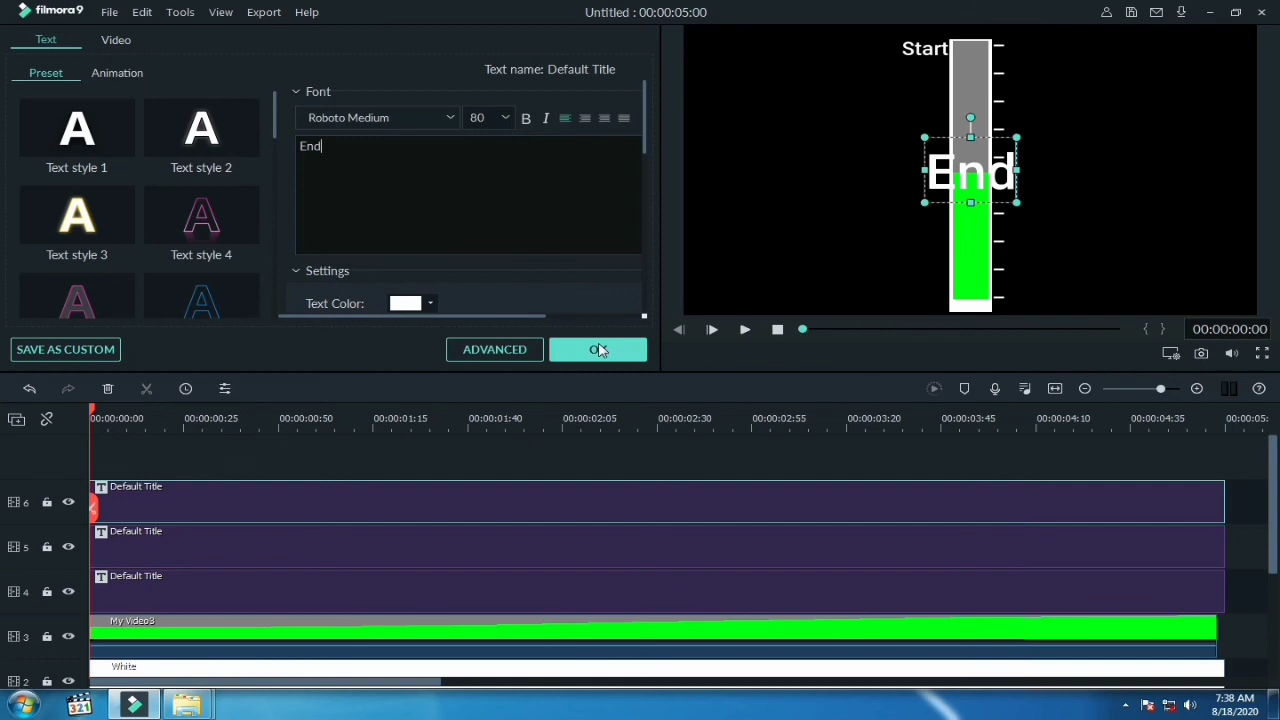 filmora9 File Edit Tools View Export Help Untitled : 00:00:05:00
Text Video
Preset Animation Text name: Default Title
Font
Roboto Medium 80 B I
End
A A
Text style 1 Text style 2
A A
Text style 3 Text style 4
A A
Settings
Text Color:
SAVE AS CUSTOM ADVANCED
Start
End
00:00:00:00
00:00:00:00 00:00:00:25 00:00:00:50 00:00:01:15 00:00:01:40 00:00:02:05 00:00:02:30 00:00:02:55 00:00:03:20 00:00:03:45 00:00:04:10 00:00:04:35 00:00:05:
6 T Default Title
5 T Default Title
4 T Default Title
3 My Video3
2 White
321
7:38 AM
8/18/2020